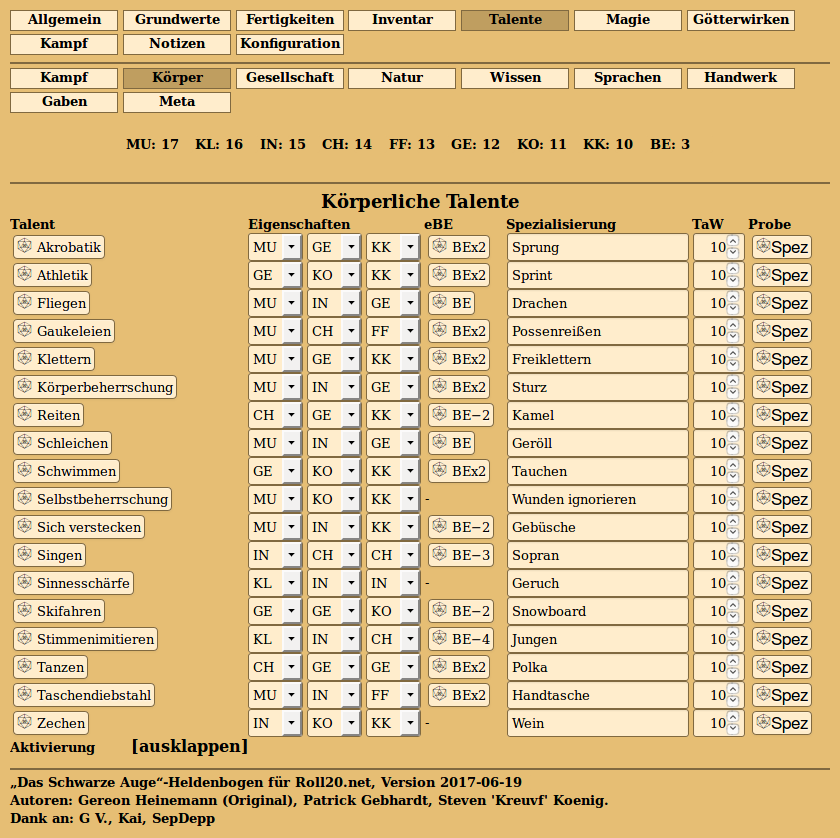 Allgemein Grundwerte Fertigkeiten Inventar Talente Magie Götterwirken
Kampf Notizen Konfiguration
Kampf Körper Gesellschaft Natur Wissen Sprachen Handwerk
Gaben Meta
MU: 17 KL: 16 IN: 15 CH: 14 FF: 13 GE: 12 KO: 11 KK: 10 BE: 3
Körperliche Talente
Talent Eigenschaften eBE Spezialisierung TaW Probe
Akrobatik MU GE KK BEx2 Sprung 10 Spez
Athletik GE KO KK BEx2 Sprint 10 Spez
Fliegen MU IN GE BE Drachen 10 Spez
Gaukeleien MU CH FF BEx2 Possenreißen 10 Spez
Klettern MU GE KK BEx2 Freiklettern 10 Spez
Körperbeherrschung MU IN GE BEx2 Sturz 10 Spez
Reiten CH GE KK BE−2 Kamel 10 Spez
Schleichen MU IN GE BE Geröll 10 Spez
Schwimmen GE KO KK BEx2 Tauchen 10 Spez
Selbstbeherrschung MU KO KK - Wunden ignorieren 10 Spez
Sich verstecken MU IN KK BE−2 Gebüsche 10 Spez
Singen IN CH CH BE−3 Sopran 10 Spez
Sinnesschärfe KL IN IN - Geruch 10 Spez
Skifahren GE GE KO BE−2 Snowboard 10 Spez
Stimmenimitieren KL IN CH BE−4 Jungen 10 Spez
Tanzen CH GE GE BEx2 Polka 10 Spez
Taschendiebstahl MU IN FF BEx2 Handtasche 10 Spez
Zechen IN KO KK - Wein 10 Spez
Aktivierung [ausklappen]
„Das Schwarze Auge“-Heldenbogen für Roll20.net, Version 2017-06-19
Autoren: Gereon Heinemann (Original), Patrick Gebhardt, Steven 'Kreuvf' Koenig.
Dank an: G V., Kai, SepDepp